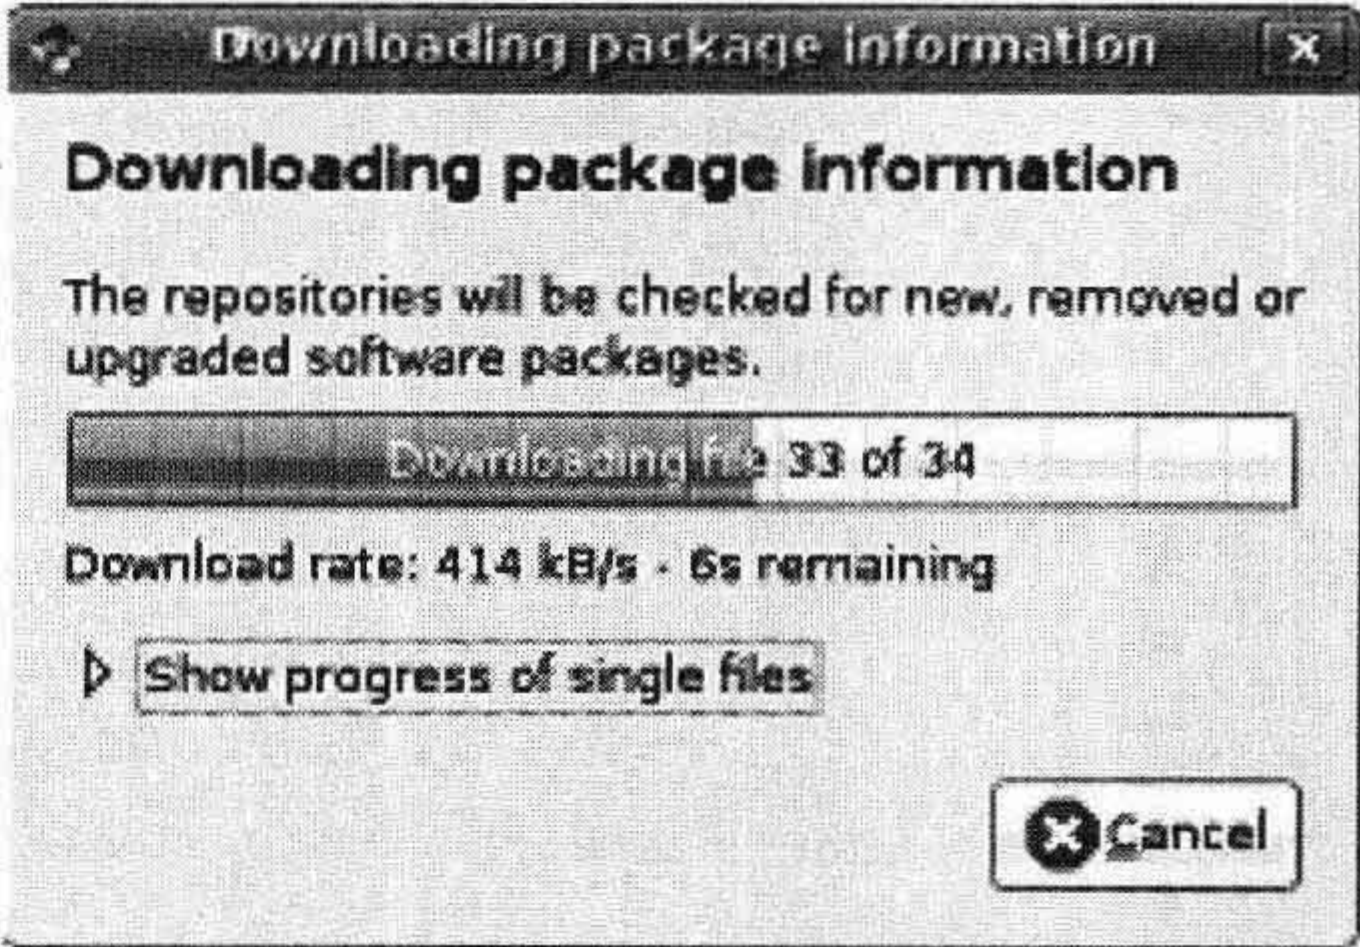 Downloading package information
Downloading package information
The repositories will be checked for new, removed or
upgraded software packages.
Downloading file 33 of 34
Download rate: 414 kB/s - 6s remaining
Show progress of single files
Cancel